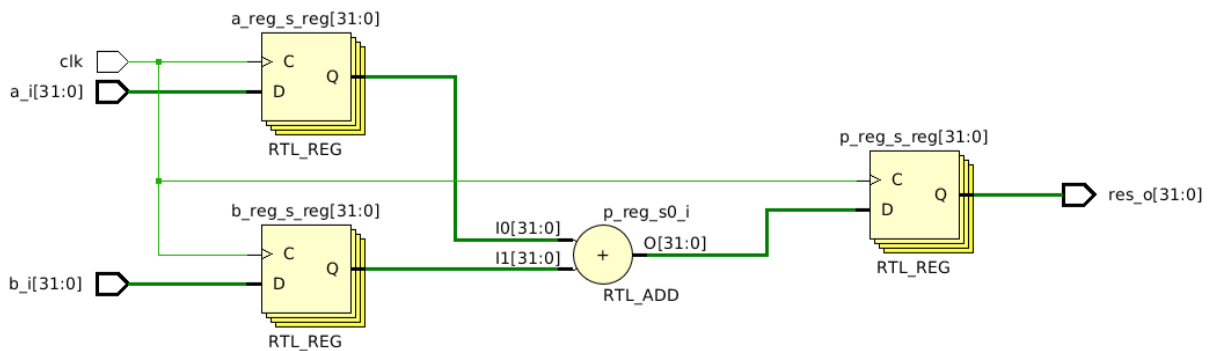 a_reg_s_reg[31:0]
clk
C
Q
a_i[31:0]
D
RTL_REG
p_reg_s_reg[31:0]
C
Q
res_o[31:0]
D
RTL_REG
b_reg_s_reg[31:0]
p_reg_s0_i
I0[31:0]
O[31:0]
+
I1[31:0]
RTL_ADD
C
Q
b_i[31:0]
D
RTL_REG